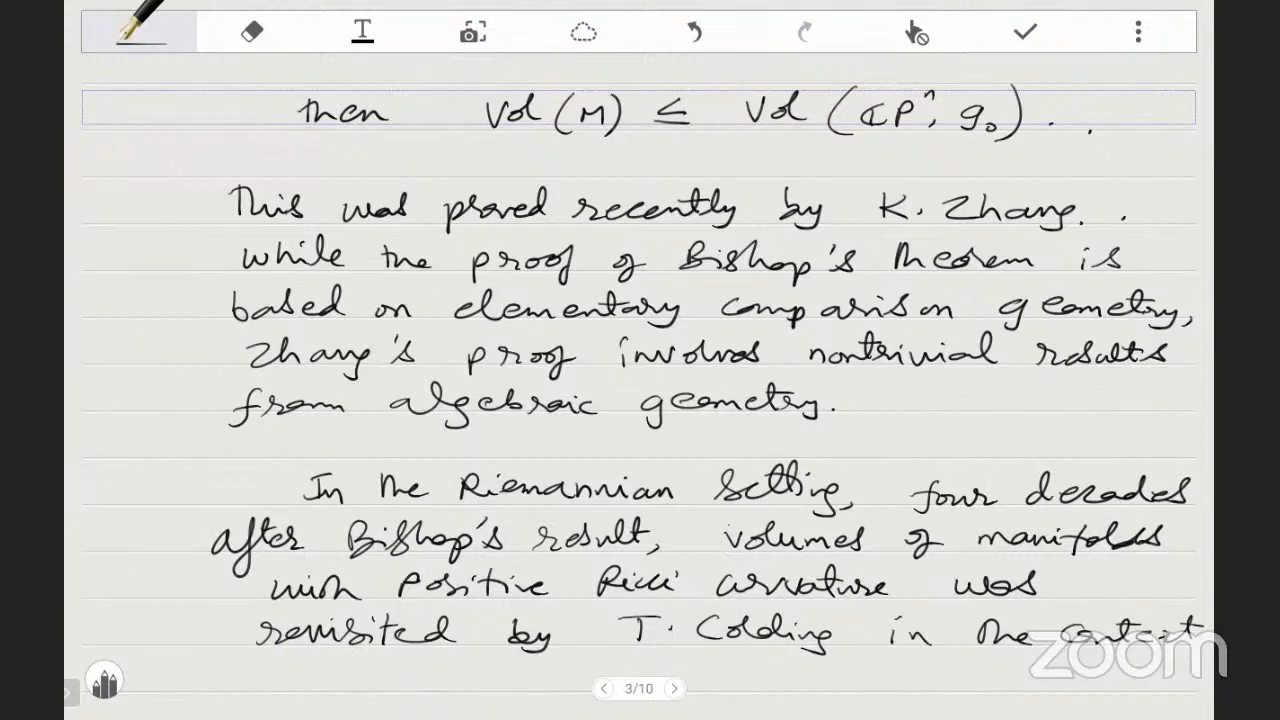 T
then Vol(M) ≤ Vol(ℂPⁿ, g₀) . .
This was proved recently by K. Zhang. .
while the proof of Bishop's theorem is
based on elementary comparison geometry,
Zhang's proof involves nontrivial results
from algebraic geometry.
In the Riemannian setting, four decades
after Bishop's result, volumes of manifolds
with positive Ricci curvature was
revisited by T. Colding in the context
zoom
3/10